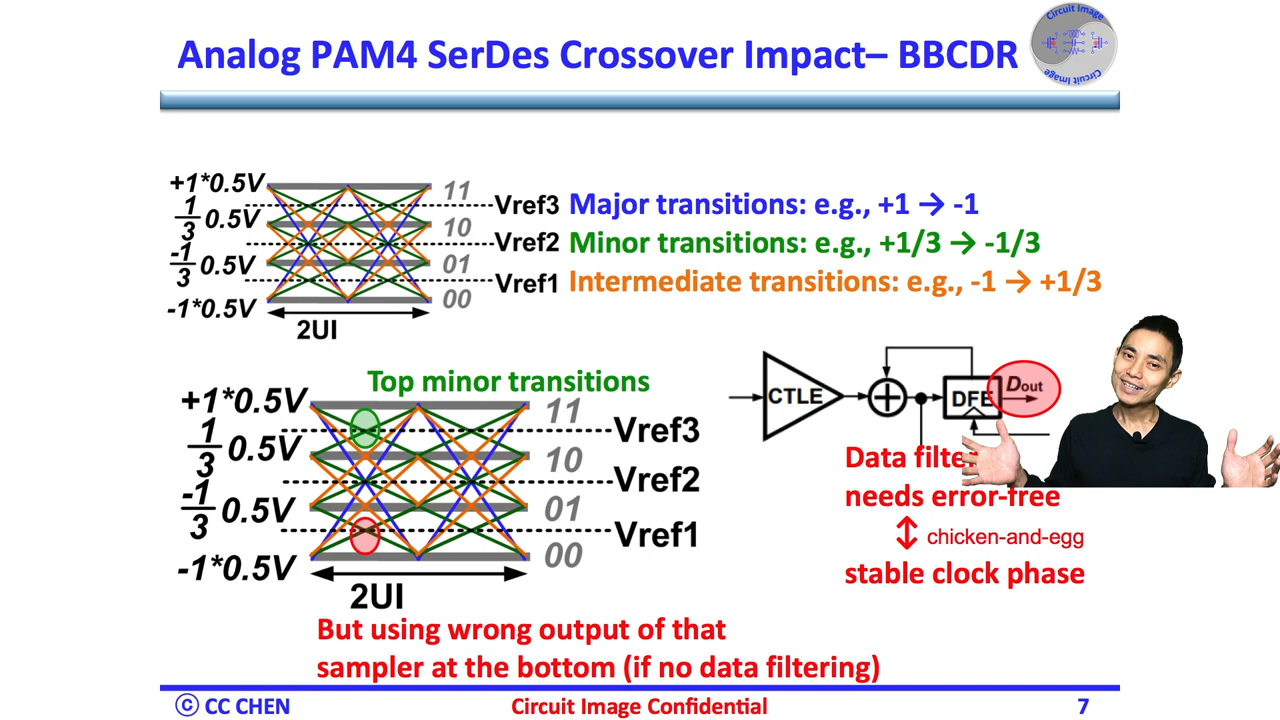 Analog PAM4 SerDes Crossover Impact– BBCDR
Circuit Image
Circuit Image
+1*0.5V
1/3 0.5V
-1/3 0.5V
-1*0.5V
11
10
01
00
Vref3
Vref2
Vref1
2UI
Major transitions: e.g., +1 → -1
Minor transitions: e.g., +1/3 → -1/3
Intermediate transitions: e.g., -1 → +1/3
Top minor transitions
+1*0.5V
1/3 0.5V
-1/3 0.5V
-1*0.5V
11
10
01
00
Vref3
Vref2
Vref1
2UI
CTLE
+
DFE
Dout
Data filte
needs error-free
↕ chicken-and-egg
stable clock phase
But using wrong output of that
sampler at the bottom (if no data filtering)
© CC CHEN
Circuit Image Confidential
7